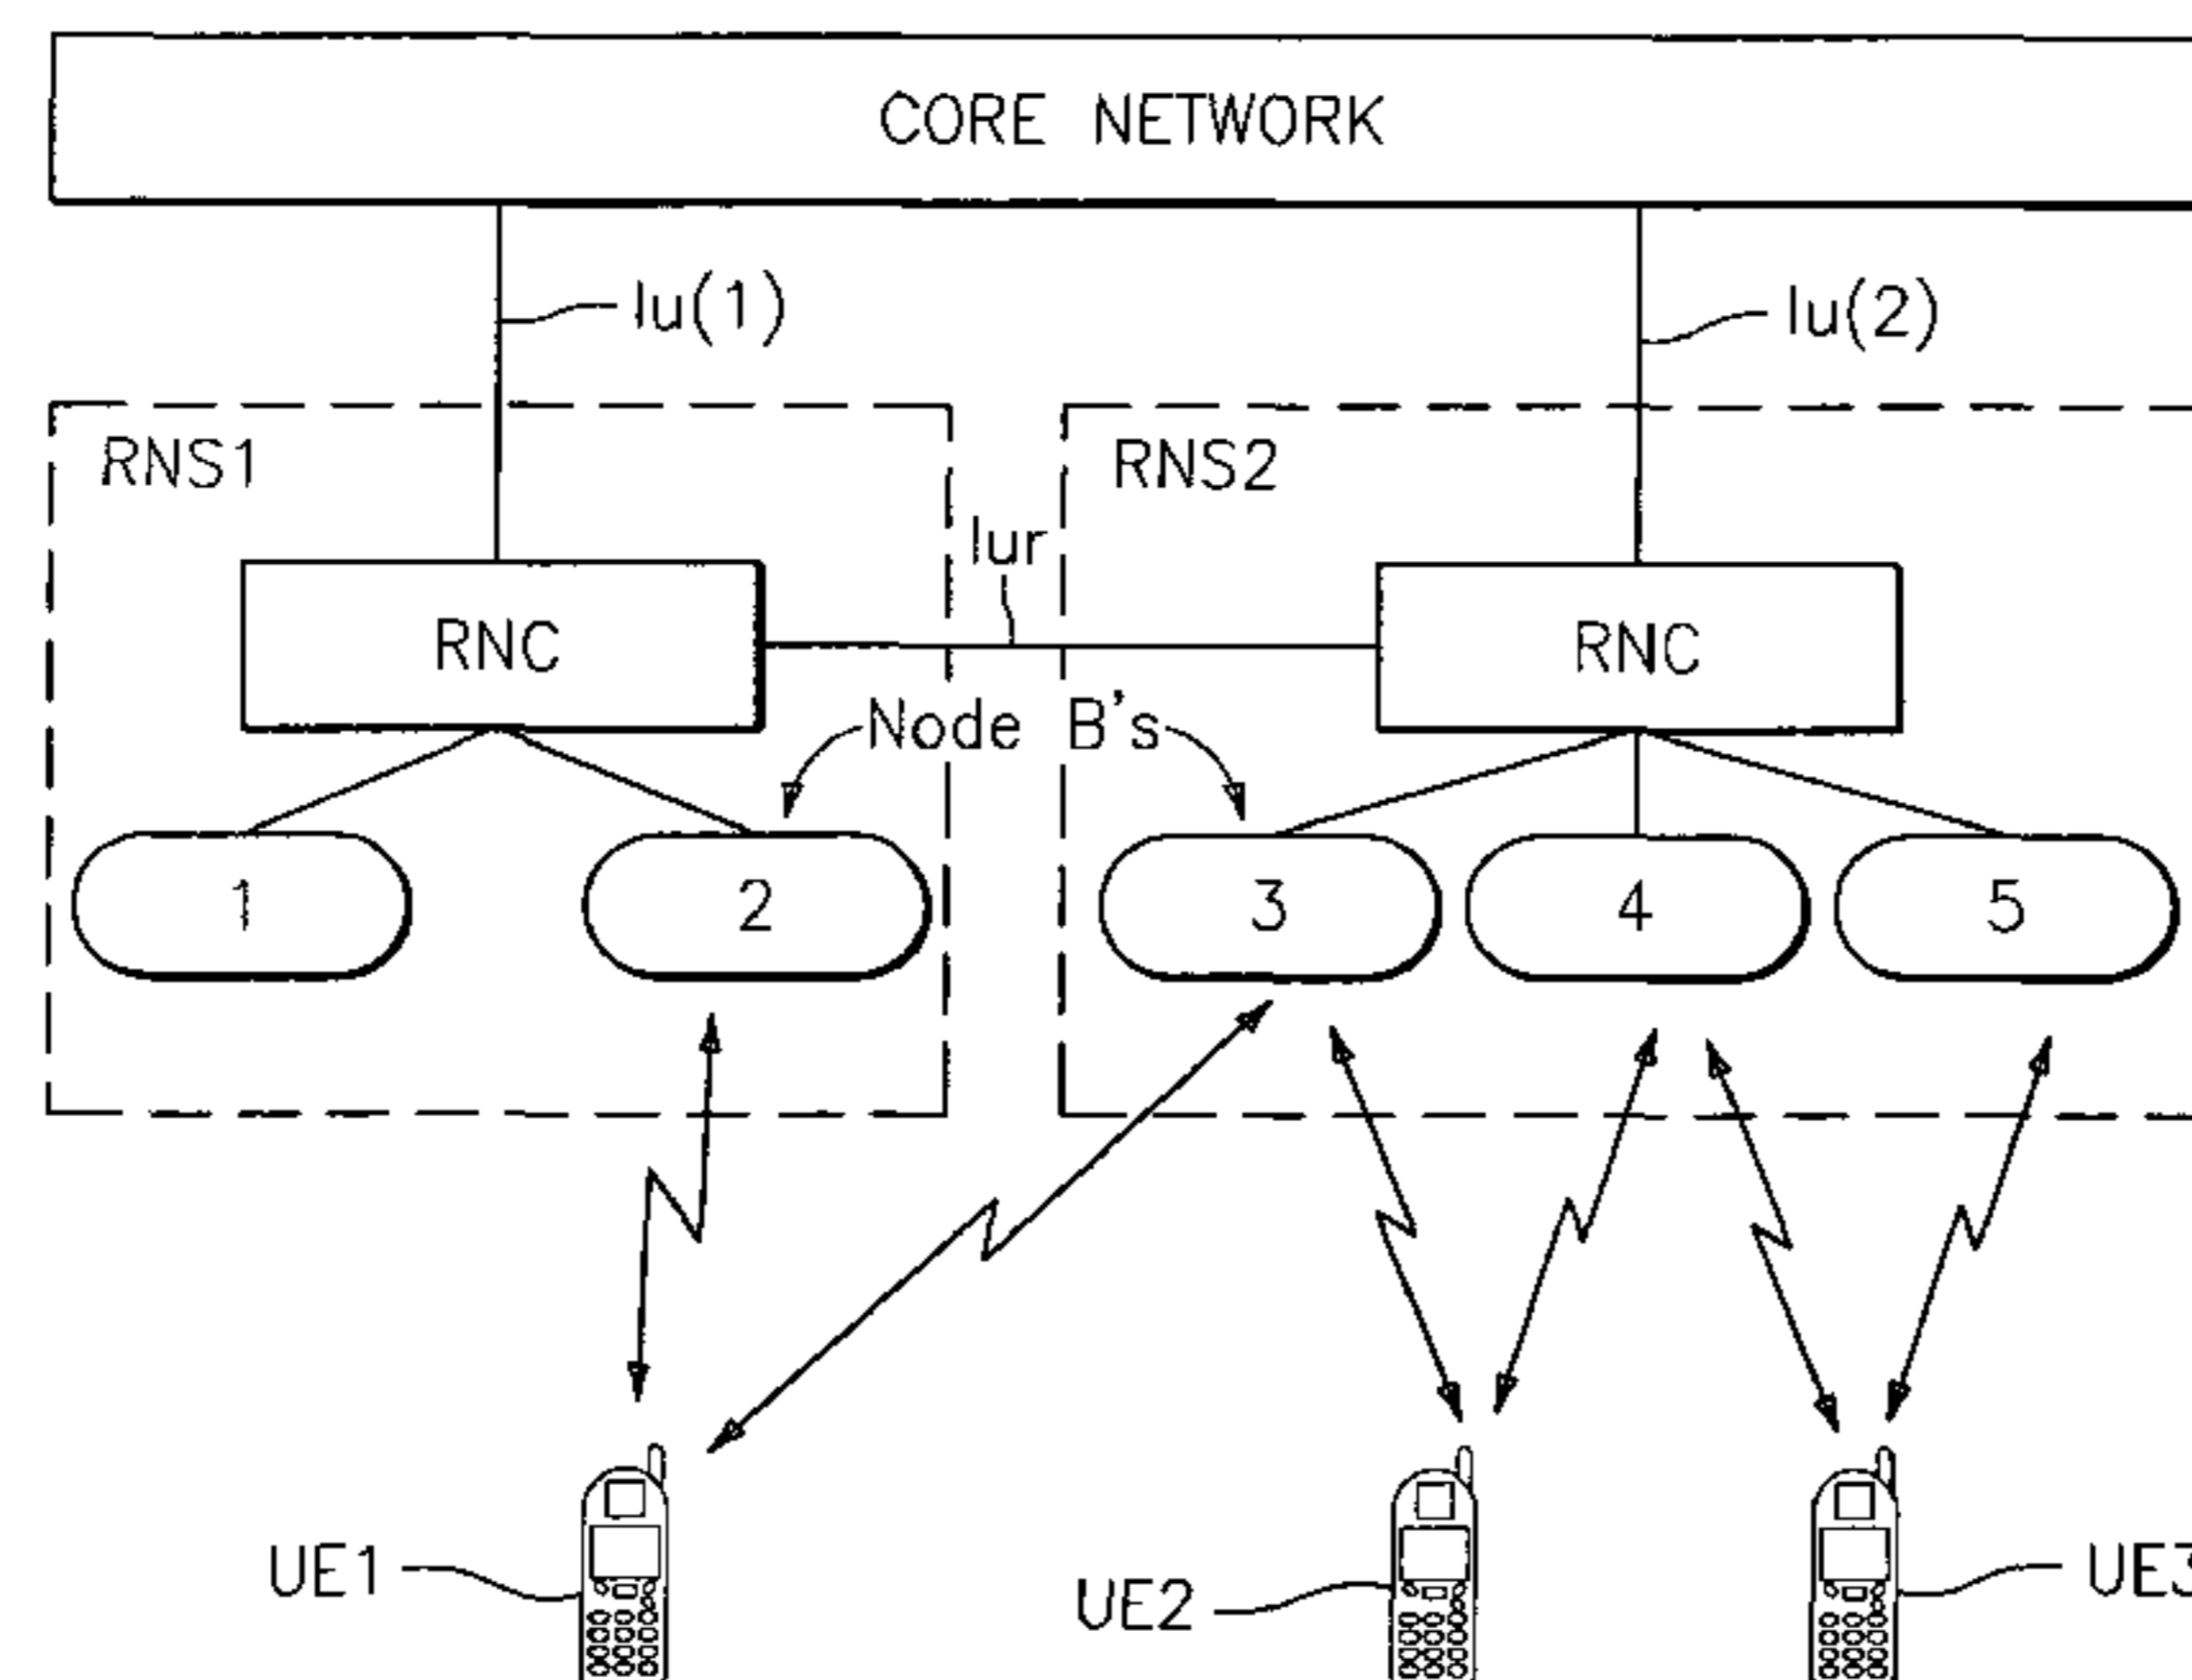 CORE NETWORK
Iu(1)
Iu(2)
RNS1
RNS2
Iur
RNC
RNC
Node B's
1
2
3
4
5
UE1
UE2
UE3